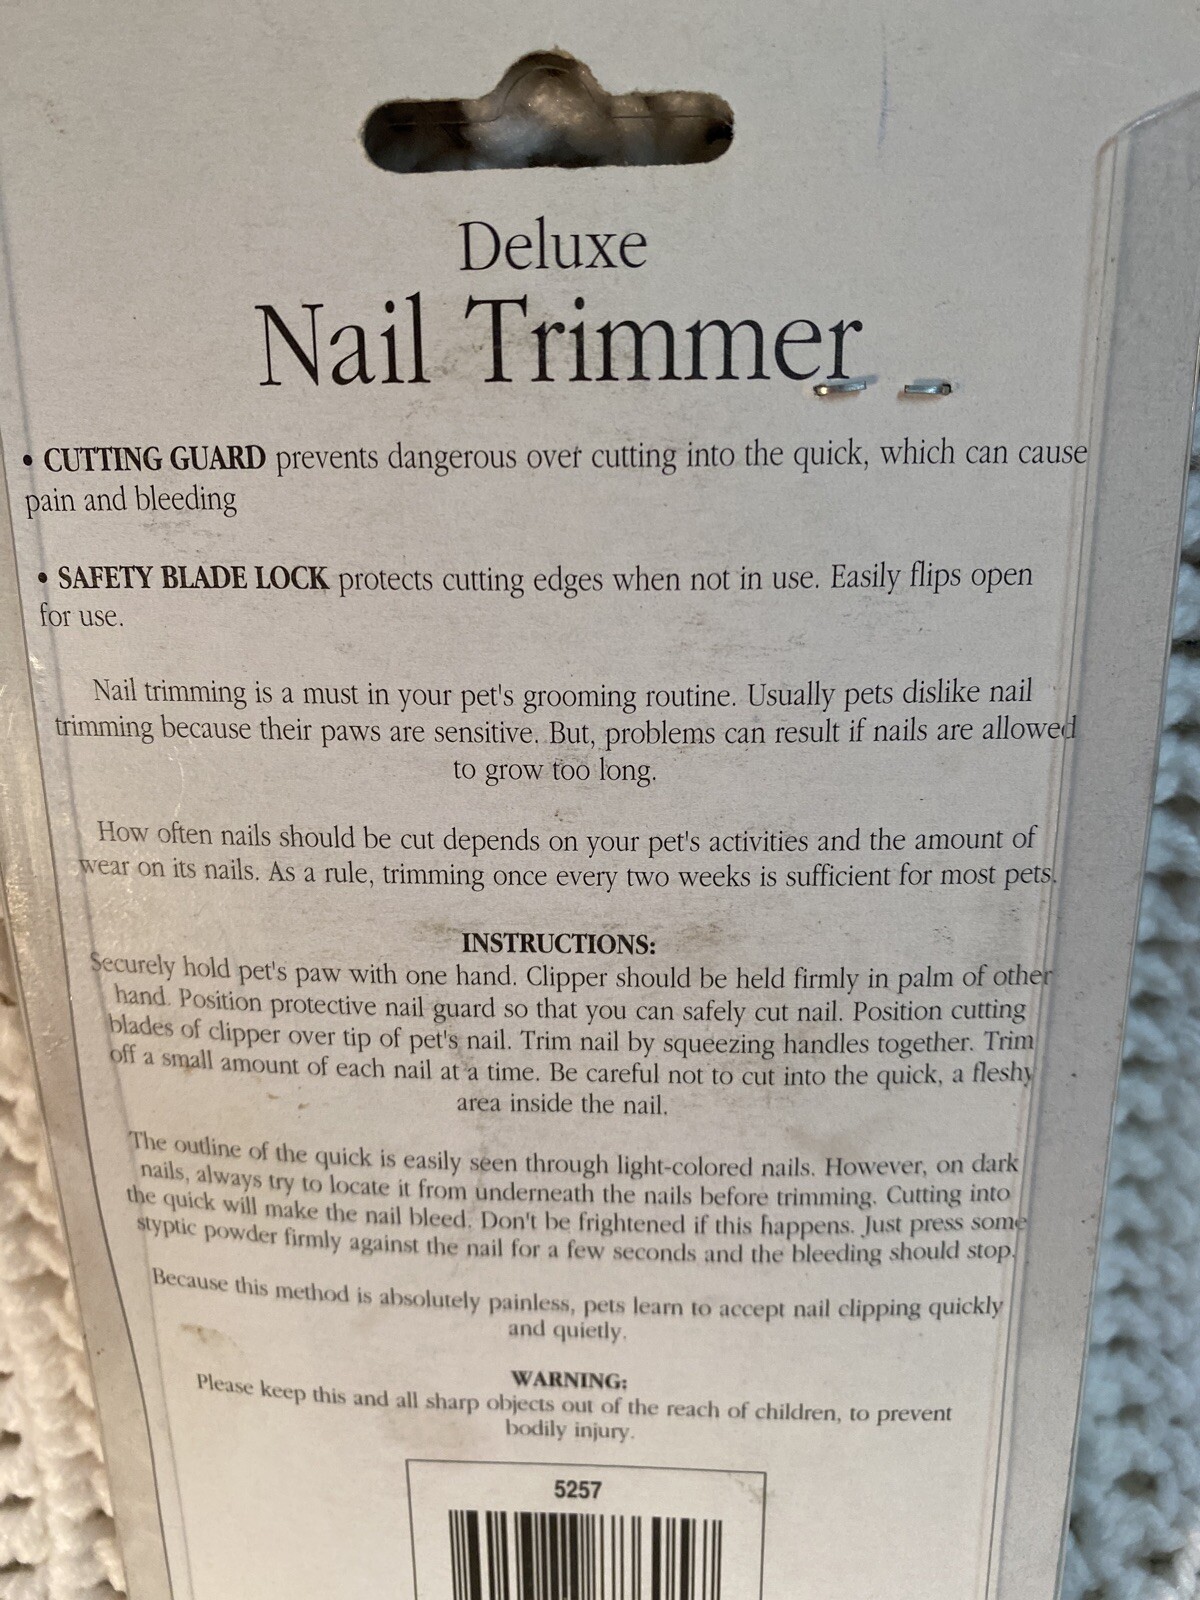 Deluxe
Nail Trimmer
• CUTTING GUARD prevents dangerous over cutting into the quick, which can cause
pain and bleeding
• SAFETY BLADE LOCK protects cutting edges when not in use. Easily flips open
for use.
Nail trimming is a must in your pet's grooming routine. Usually pets dislike nail
trimming because their paws are sensitive. But, problems can result if nails are allowed
to grow too long.
How often nails should be cut depends on your pet's activities and the amount of
wear on its nails. As a rule, trimming once every two weeks is sufficient for most pets.
INSTRUCTIONS:
Securely hold pet's paw with one hand. Clipper should be held firmly in palm of other
hand. Position protective nail guard so that you can safely cut nail. Position cutting
blades of clipper over tip of pet's nail. Trim nail by squeezing handles together. Trim
off a small amount of each nail at a time. Be careful not to cut into the quick, a fleshy
area inside the nail.
The outline of the quick is easily seen through light-colored nails. However, on dark
nails, always try to locate it from underneath the nails before trimming. Cutting into
the quick will make the nail bleed. Don't be frightened if this happens. Just press some
styptic powder firmly against the nail for a few seconds and the bleeding should stop.
Because this method is absolutely painless, pets learn to accept nail clipping quickly
and quietly.
WARNING:
Please keep this and all sharp objects out of the reach of children, to prevent
bodily injury.
5257